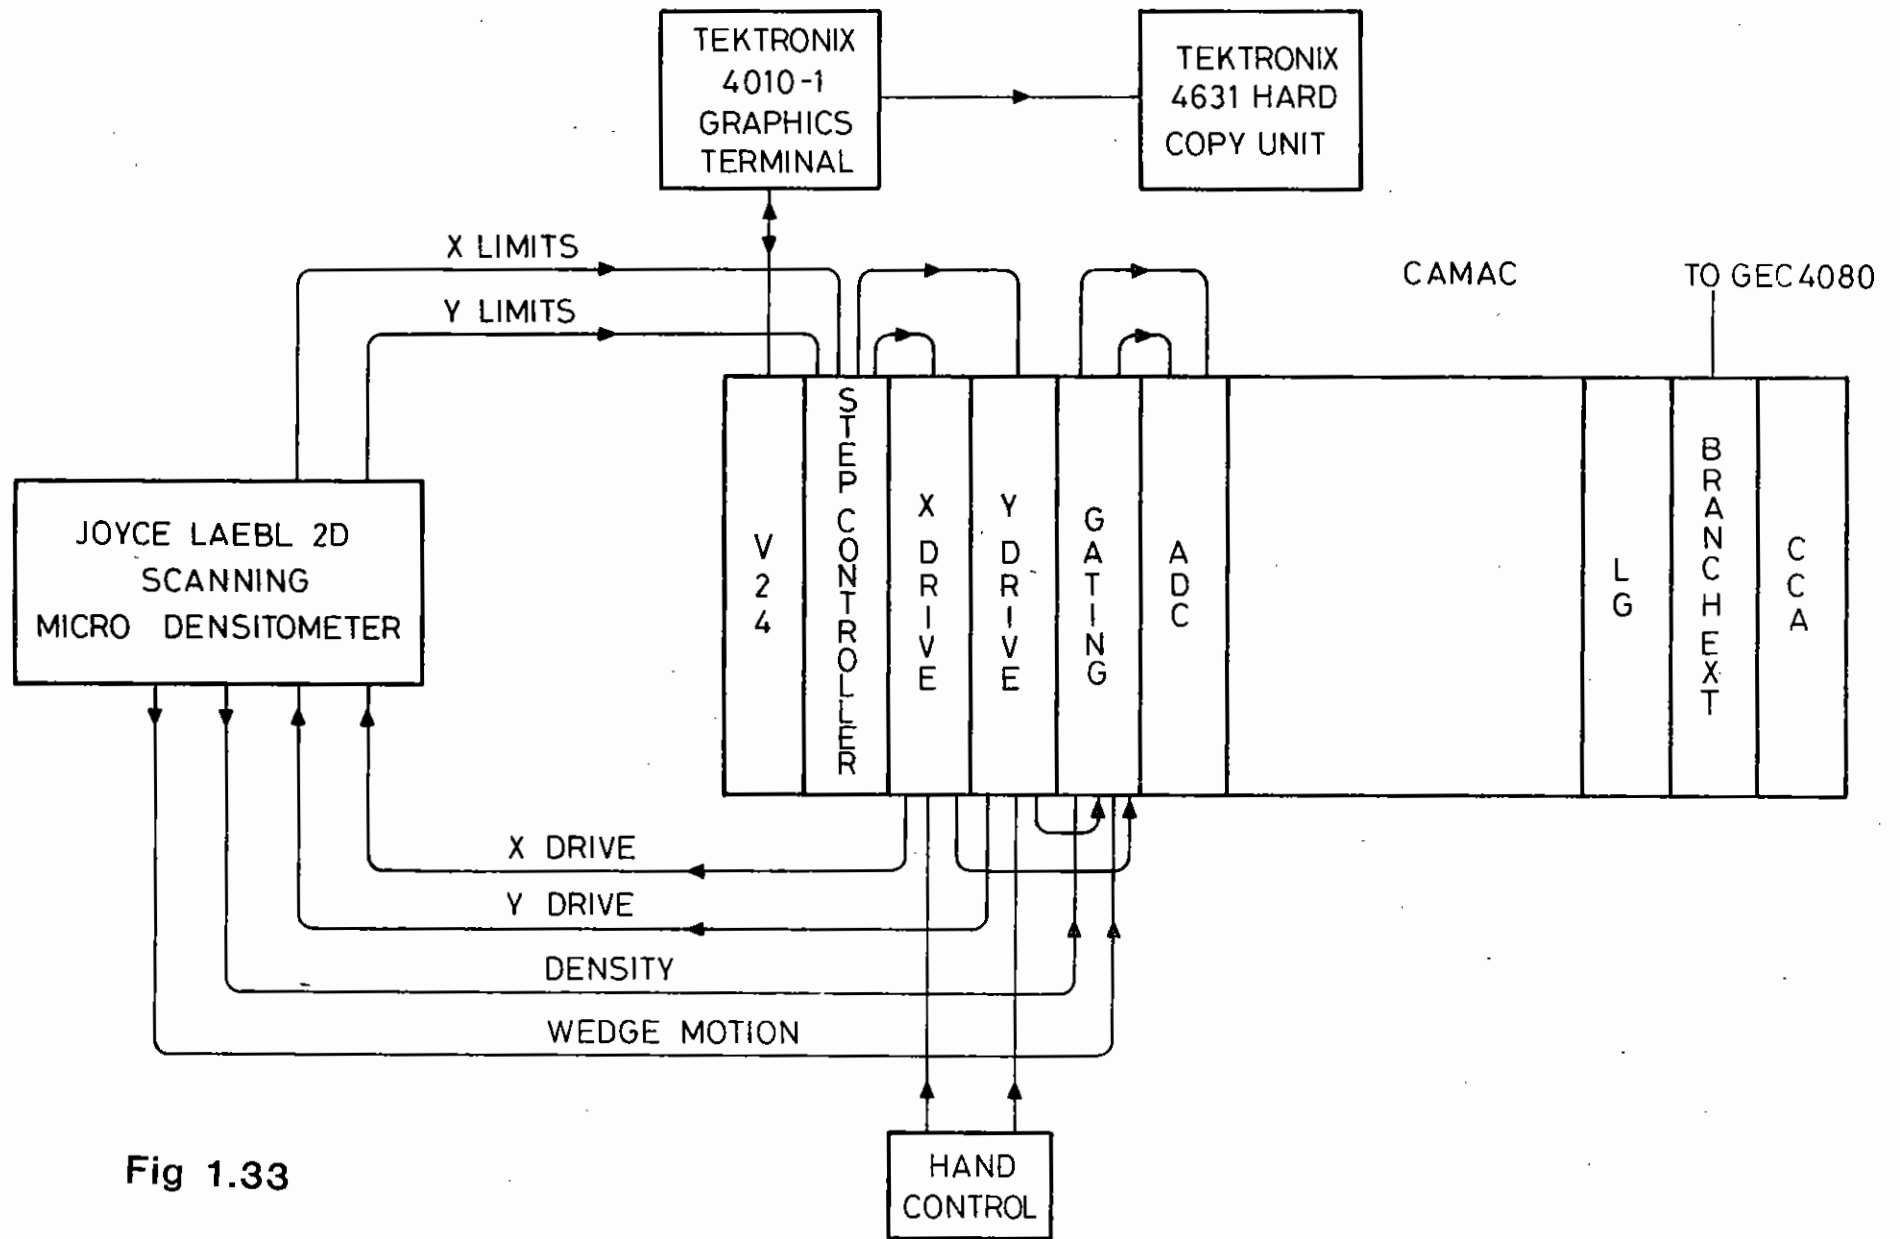 TEKTRONIX
4010-1
GRAPHICS
TERMINAL
TEKTRONIX
4631 HARD
COPY UNIT
X LIMITS
Y LIMITS
CAMAC
TO GEC 4080
JOYCE LAEBL 2D
SCANNING
MICRO DENSITOMETER
V24
STEP CONTROLLER
X DRIVE
Y DRIVE
GATING
ADC
LG
BRANCH EXT
CCA
X DRIVE
Y DRIVE
DENSITY
WEDGE MOTION
HAND
CONTROL
Fig 1.33